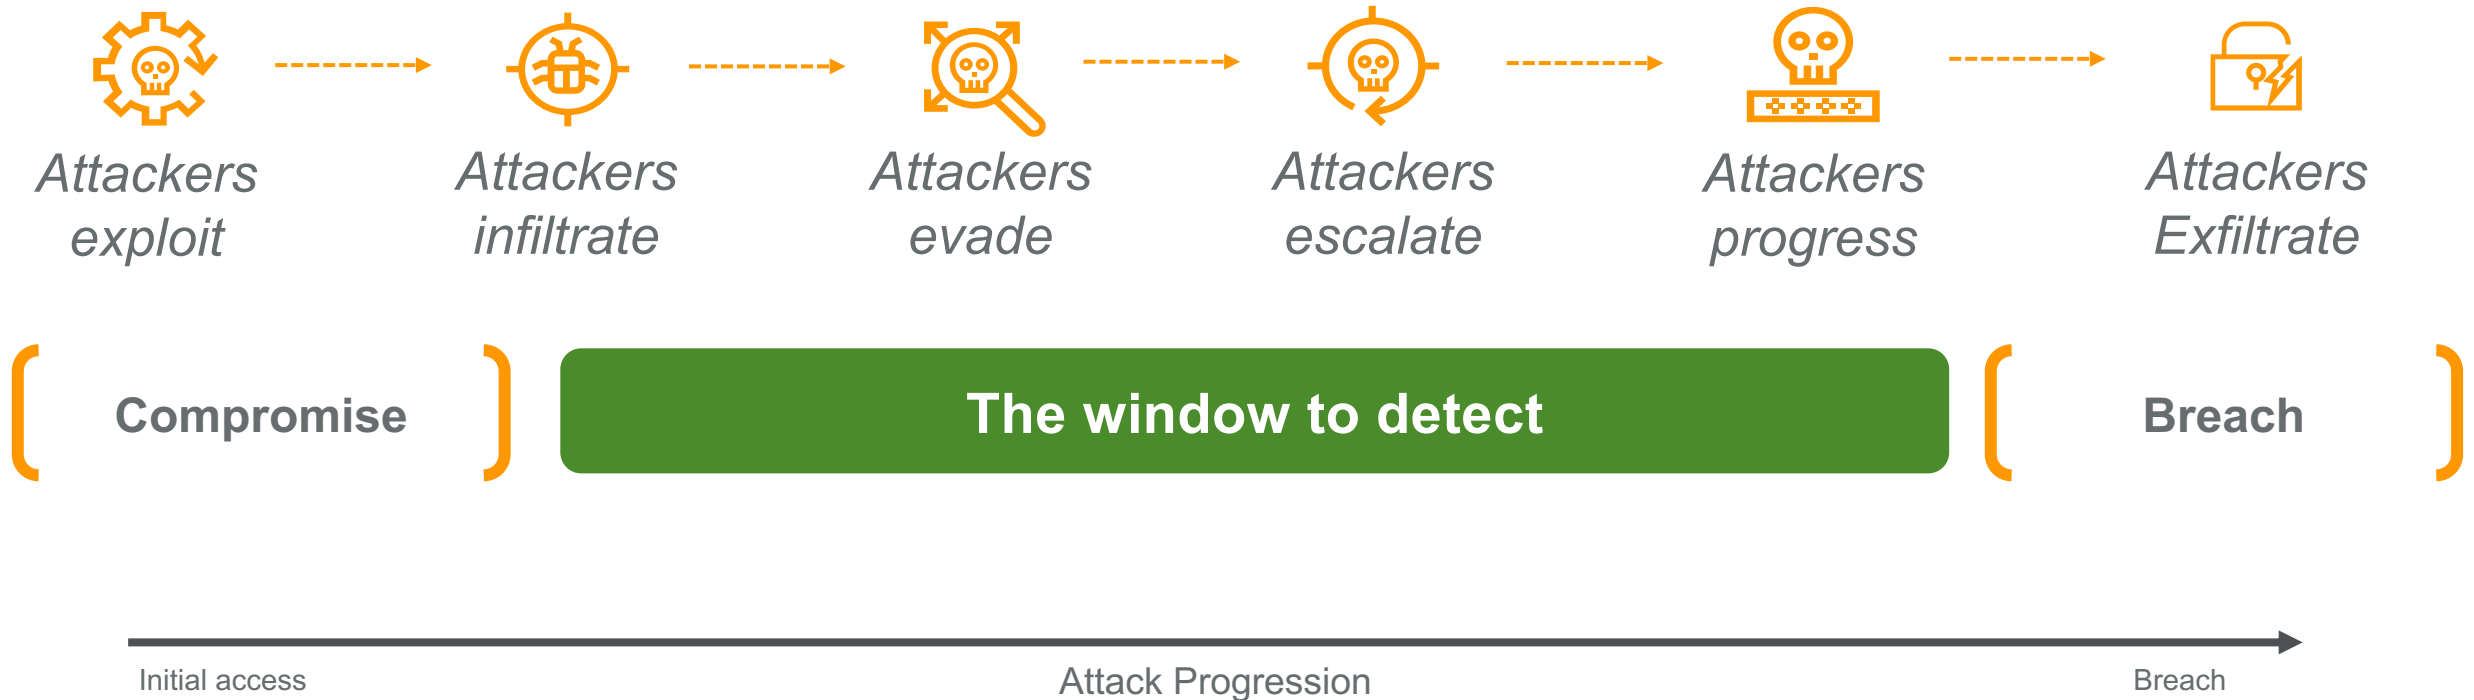 Attackers
exploit
Attackers
infiltrate
Attackers
evade
Attackers
escalate
Attackers
progress
Attackers
Exfiltrate
Compromise
The window to detect
Breach
Initial access
Attack Progression
Breach